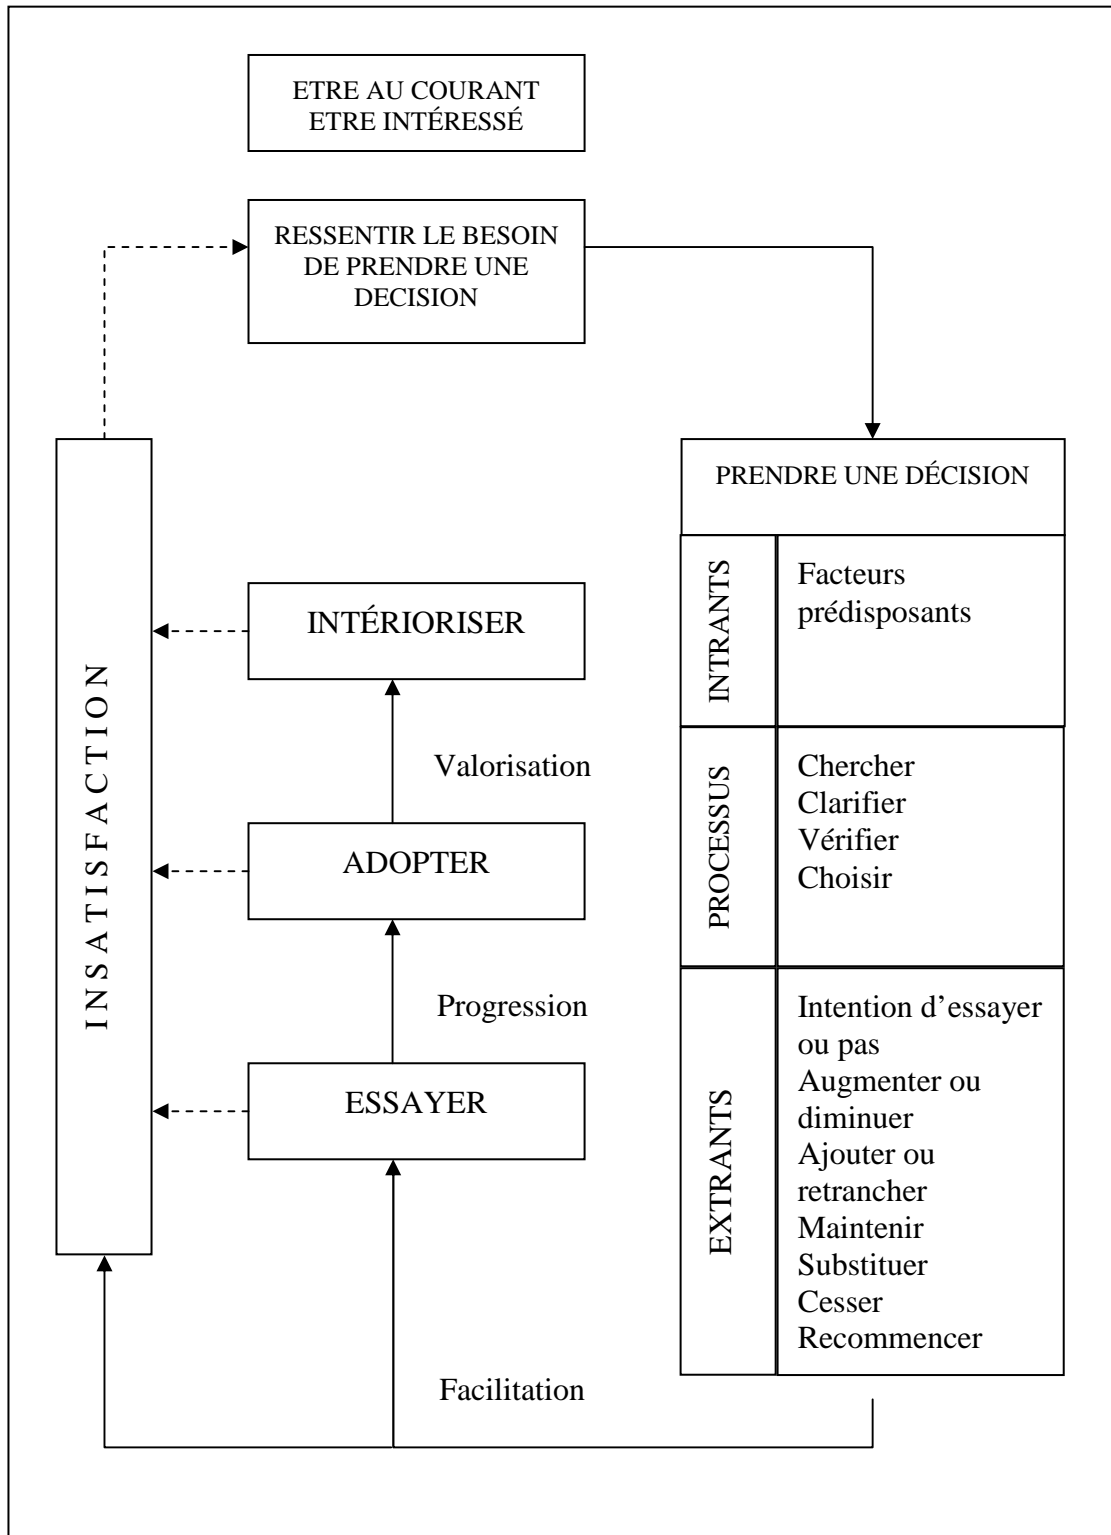 ETRE AU COURANT
ETRE INTÉRESSÉ
RESSENTIR LE BESOIN
DE PRENDRE UNE
DECISION
PRENDRE UNE DÉCISION
INTRANTS
Facteurs
prédisposants
PROCESSUS
Chercher
Clarifier
Vérifier
Choisir
EXTRANTS
Intention d’essayer
ou pas
Augmenter ou
diminuer
Ajouter ou
retrancher
Maintenir
Substituer
Cesser
Recommencer
INSATISFACTION
INTÉRIORISER
Valorisation
ADOPTER
Progression
ESSAYER
Facilitation